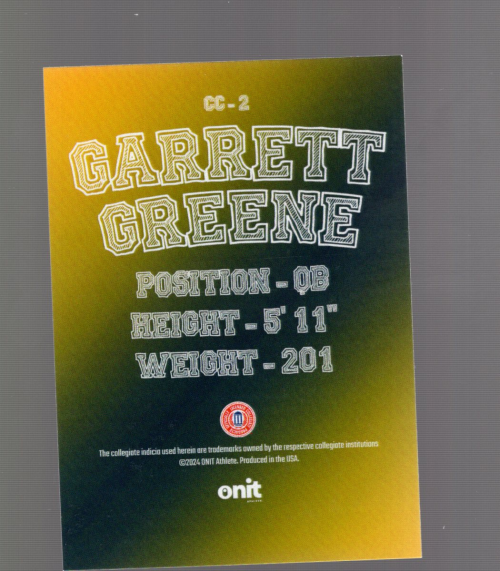 CC - 2
GARRETT
GREENE
POSITION - QB
HEIGHT - 5' 11"
WEIGHT - 201
The collegiate indicia used herein are trademarks owned by the respective collegiate institutions
©2024 ONIT Athlete. Produced in the USA.
onit